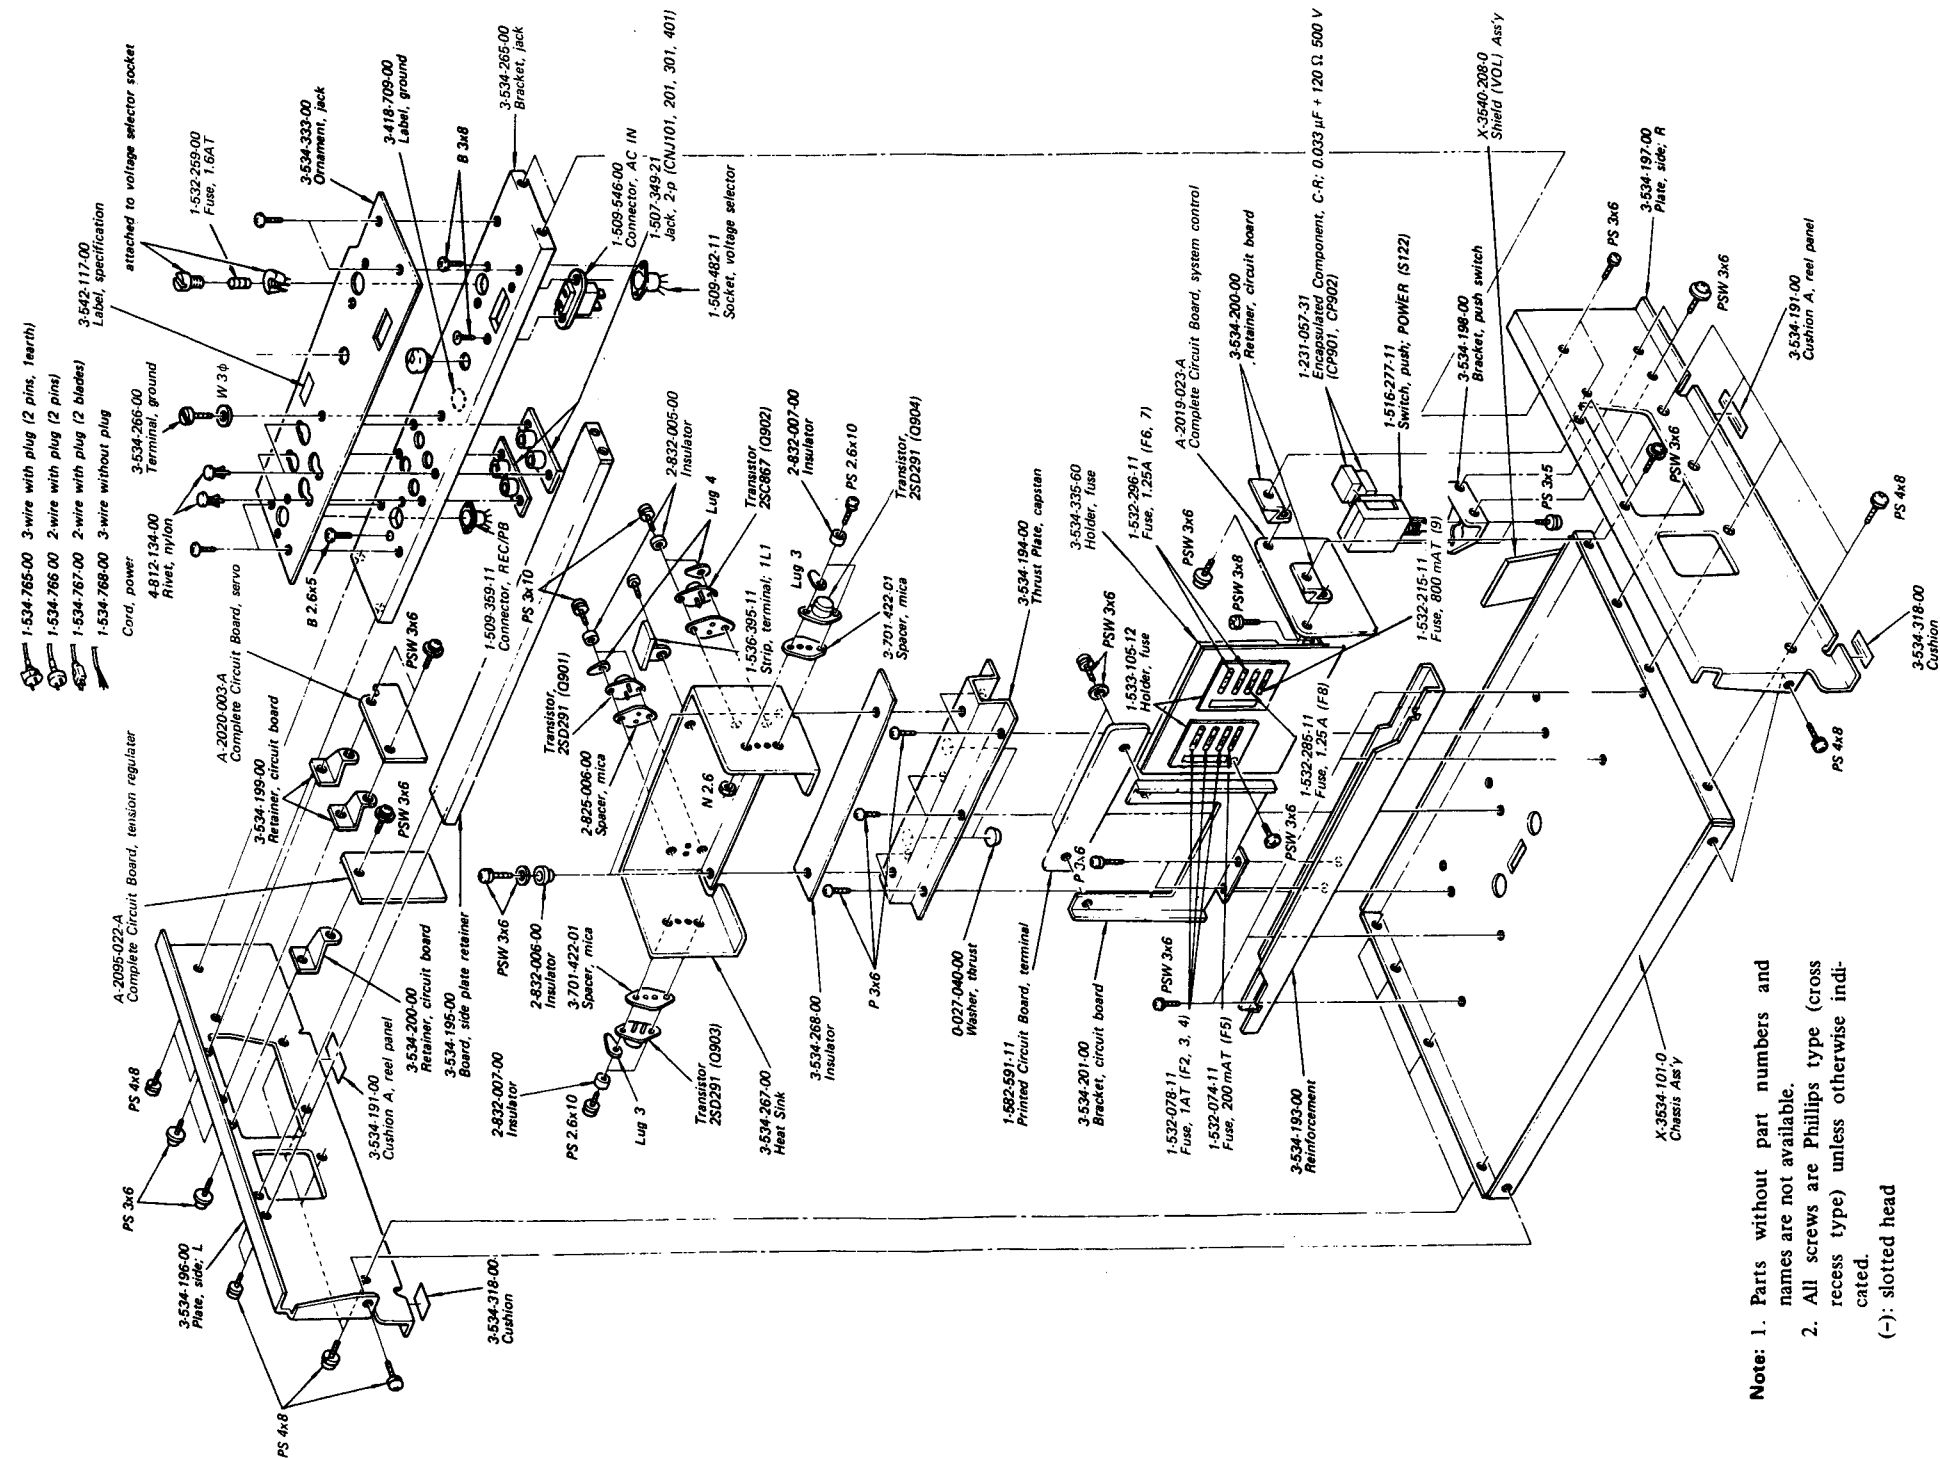 1-534-765-00 3-wire with plug (2 pins, 1earth)
1-534-766 00 2-wire with plug (2 pins)
1-534-767-00 2-wire with plug (2 blades)
1-534-768-00 3-wire without plug
Cord, power
4-812-134-00
Rivet, nylon
3-534-266-00
Terminal, ground
W 3φ
3-542-117-00
Label, specification
attached to voltage selector socket
1-532-259-00
Fuse, 1.6AT
3-534-333-00
Ornament, jack
3-418-709-00
Label, ground
B 3x8
3-534-265-00
Bracket, jack
1-509-546-00
Connector, AC IN
1-507-349-21
Jack, 2-p (CNJ101, 201, 301, 401)
1-509-482-11
Socket, voltage selector
B 2.6x5
1-509-359-11
Connector, REC/PB
A-2020-003-A
Complete Circuit Board, servo
PSW 3x6
3-534-199-00
Retainer, circuit board
PSW 3x6
A-2095-022-A
Complete Circuit Board, tension regulater
3-534-200-00
Retainer, circuit board
3-534-195-00
Board, side plate retainer
3-534-191-00
Cushion A, reel panel
PS 4x8
PS 3x6
3-534-196-00
Plate, side; L
PS 4x8
3-534-318-00
Cushion
PS 3x10
2-832-005-00
Insulator
Lug 4
Transistor
2SC867 (Q902)
2-832-007-00
Insulator
PS 2.6x10
Transistor,
2SD291 (Q904)
Lug 3
1-536-395-11
Strip, terminal; 1L1
3-701-422-01
Spacer, mica
Transistor,
2SD291 (Q901)
2-825-006-00
Spacer, mica
N 2.6
PSW 3x6
2-832-006-00
Insulator
3-701-422-01
Spacer, mica
2-832-007-00
Insulator
PS 2.6x10
Lug 3
Transistor
2SD291 (Q903)
3-534-267-00
Heat Sink
3-534-268-00
Insulator
P 3x6
0-027-040-00
Washer, thrust
3-534-194-00
Thrust Plate, capstan
1-582-591-11
Printed Circuit Board, terminal
3-534-201-00
Bracket, circuit board
P 3x6
PSW 3x6
1-533-105-12
Holder, fuse
3-534-335-60
Holder, fuse
1-532-296-11
Fuse, 1.25A (F6, 7)
A-2019-023-A
Complete Circuit Board, system control
3-534-200-00
Retainer, circuit board
1-231-057-31
Encapsulated Component, C-R; 0.033 μF + 120 Ω 500 V
(CP901, CP902)
1-516-277-11
Switch, push; POWER (S122)
3-534-198-00
Bracket, push switch
PSW 3x6
PSW 3x8
PS 3x5
1-532-215-11
Fuse, 800 mAT (9)
1-532-285-11
Fuse, 1.25A (F8)
PSW 3x6
PSW 3x6
1-532-078-11
Fuse, 1AT (F2, 3, 4)
1-532-074-11
Fuse, 200 mAT (F5)
3-534-193-00
Reinforcement
X-3534-101-0
Chassis Ass'y
X-3540-208-0
Shield (VOL) Ass'y
3-534-197-00
Plate, side; R
PS 3x6
PSW 3x6
PSW 3x6
3-534-191-00
Cushion A, reel panel
PS 4x8
PS 4x8
3-534-318-00
Cushion
Note: 1. Parts without part numbers and
names are not available.
2. All screws are Phillips type (cross
recess type) unless otherwise indi-
cated.
(–): slotted head